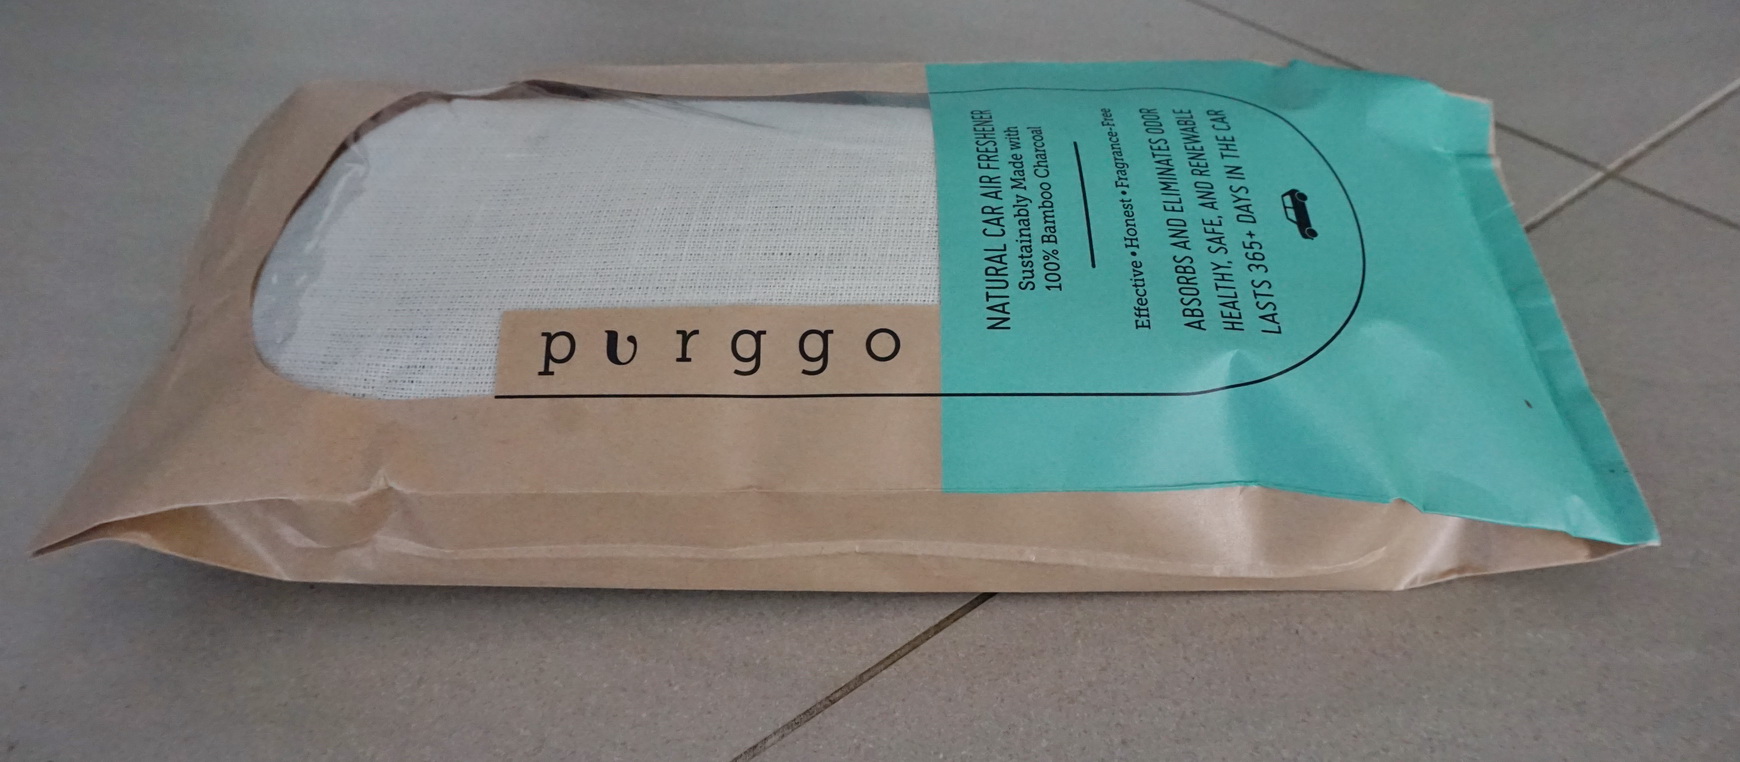 purggo
NATURAL CAR AIR FRESHENER
Sustainably Made with
100% Bamboo Charcoal
Effective • Honest • Fragrance-Free
ABSORBS AND ELIMINATES ODOR
HEALTHY, SAFE, AND RENEWABLE
LASTS 365+ DAYS IN THE CAR